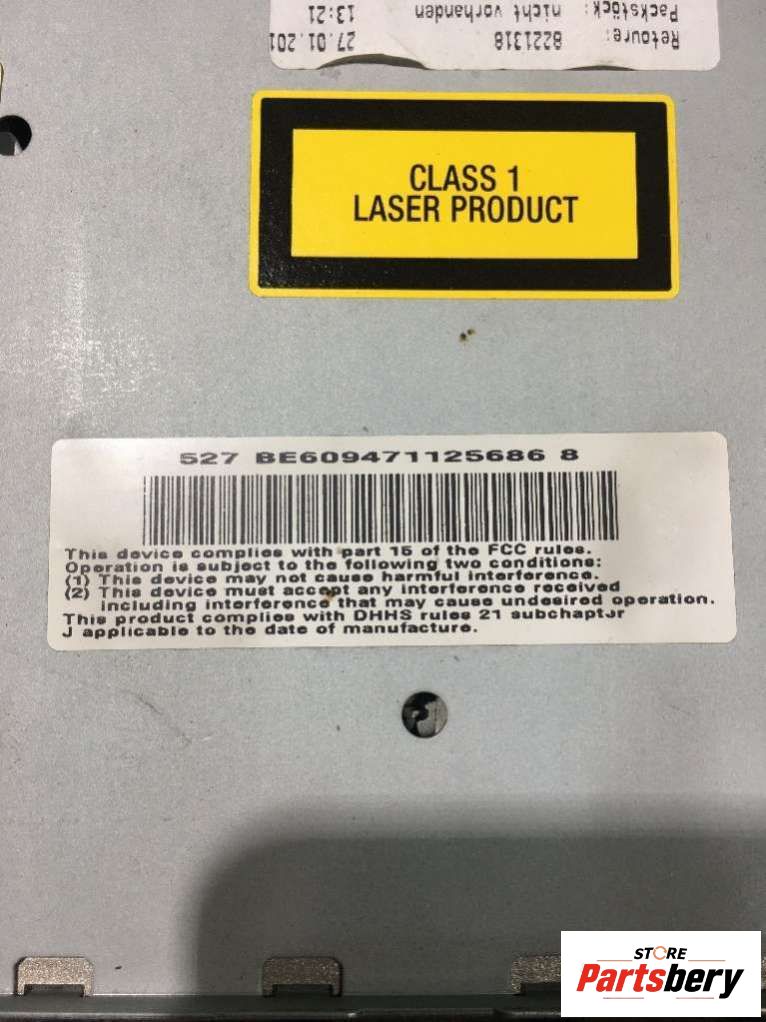 Retoure: 8221318 27.01.201
Packstück: nicht vorhanden 13:21
CLASS 1
LASER PRODUCT
527 BE609471125686 8
This device complies with part 15 of the FCC rules.
Operation is subject to the following two conditions:
(1) This device may not cause harmful interference.
(2) This device must accept any interference received
including interference that may cause undesired operation.
This product complies with DHHS rules 21 subchapter
J applicable to the date of manufacture.
STORE
Partsbery